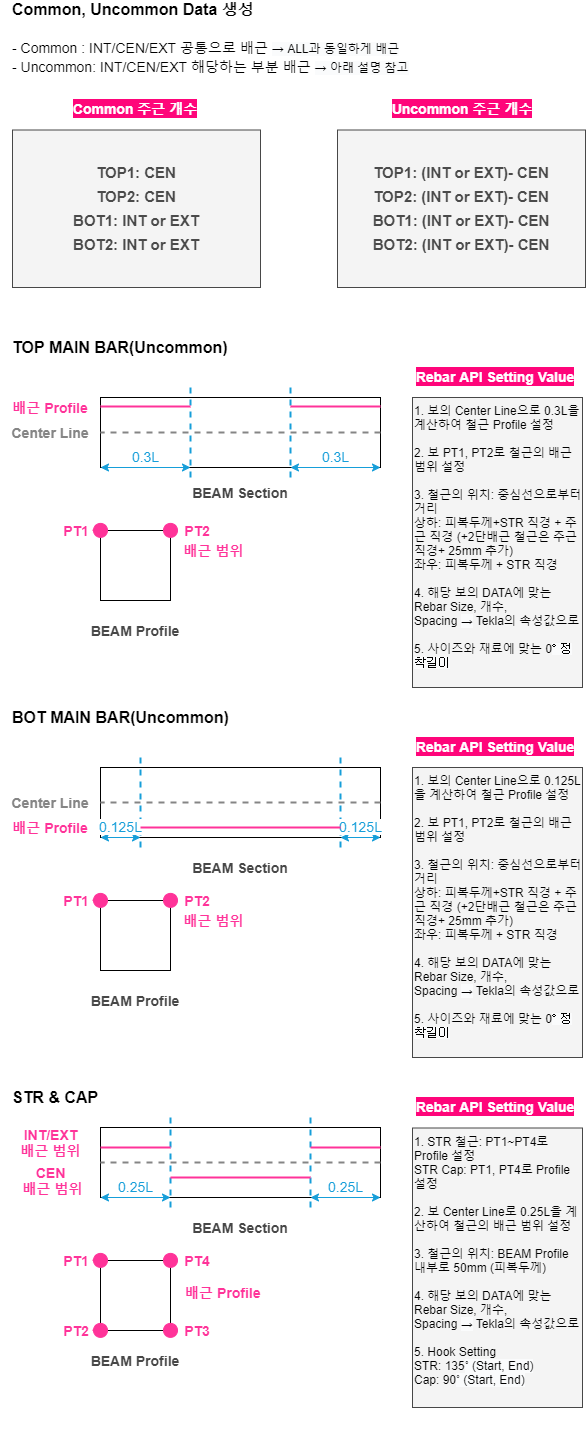 Common, Uncommon Data 생성
- Common : INT/CEN/EXT 공통으로 배근 → ALL과 동일하게 배근
- Uncommon: INT/CEN/EXT 해당하는 부분 배근 → 아래 설명 참고
Common 주근 개수
TOP1: CEN
TOP2: CEN
BOT1: INT or EXT
BOT2: INT or EXT
Uncommon 주근 개수
TOP1: (INT or EXT)- CEN
TOP2: (INT or EXT)- CEN
BOT1: (INT or EXT)- CEN
BOT2: (INT or EXT)- CEN
TOP MAIN BAR(Uncommon)
배근 Profile
Center Line
0.3L
0.3L
BEAM Section
PT1
PT2
배근 범위
BEAM Profile
Rebar API Setting Value
1. 보의 Center Line으로 0.3L을
계산하여 철근 Profile 설정
2. 보 PT1, PT2로 철근의 배근
범위 설정
3. 철근의 위치: 중심선으로부터
거리
상하: 피복두께+STR 직경 + 주
근 직경 (+2단배근 철근은 주근
직경+ 25mm 추가)
좌우: 피복두께 + STR 직경
4. 해당 보의 DATA에 맞는
Rebar Size, 개수,
Spacing → Tekla의 속성값으로
5. 사이즈와 재료에 맞는 0° 정
착길이
BOT MAIN BAR(Uncommon)
Center Line
배근 Profile
0.125L
0.125L
BEAM Section
PT1
PT2
배근 범위
BEAM Profile
Rebar API Setting Value
1. 보의 Center Line으로 0.125L
을 계산하여 철근 Profile 설정
2. 보 PT1, PT2로 철근의 배근
범위 설정
3. 철근의 위치: 중심선으로부터
거리
상하: 피복두께+STR 직경 + 주
근 직경 (+2단배근 철근은 주근
직경+ 25mm 추가)
좌우: 피복두께 + STR 직경
4. 해당 보의 DATA에 맞는
Rebar Size, 개수,
Spacing → Tekla의 속성값으로
5. 사이즈와 재료에 맞는 0° 정
착길이
STR & CAP
INT/EXT
배근 범위
CEN
배근 범위
0.25L
0.25L
BEAM Section
PT1
PT4
배근 Profile
PT2
PT3
BEAM Profile
Rebar API Setting Value
1. STR 철근: PT1~PT4로
Profile 설정
STR Cap: PT1, PT4로 Profile
설정
2. 보 Center Line로 0.25L을 계
산하여 철근의 배근 범위 설정
3. 철근의 위치: BEAM Profile
내부로 50mm (피복두께)
4. 해당 보의 DATA에 맞는
Rebar Size, 개수,
Spacing → Tekla의 속성값으로
5. Hook Setting
STR: 135° (Start, End)
Cap: 90° (Start, End)